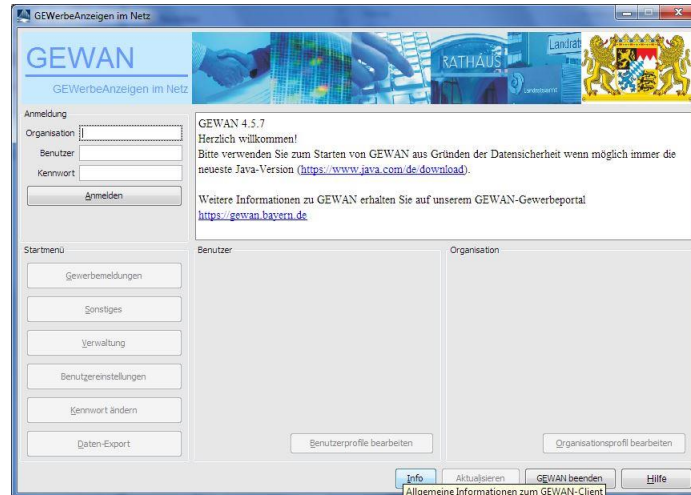 GEWerbeAnzeigen im Netz
GEWAN
GEWerbeAnzeigen im Netz
RATHAUS
Landrats
Landratsamt
Anmeldung
Organisation
Benutzer
Kennwort
Anmelden
GEWAN 4.5.7
Herzlich willkommen!
Bitte verwenden Sie zum Starten von GEWAN aus Gründen der Datensicherheit wenn möglich immer die
neueste Java-Version (https://www.java.com/de/download).
Weitere Informationen zu GEWAN erhalten Sie auf unserem GEWAN-Gewerbeportal
https://gewan.bayern.de
Startmenü
Gewerbemeldungen
Sonstiges
Verwaltung
Benutzereinstellungen
Kennwort ändern
Daten-Export
Benutzer
Benutzerprofile bearbeiten
Organisation
Organisationsprofil bearbeiten
Info
Aktualisieren
GEWAN beenden
Hilfe
Allgemeine Informationen zum GEWAN-Client